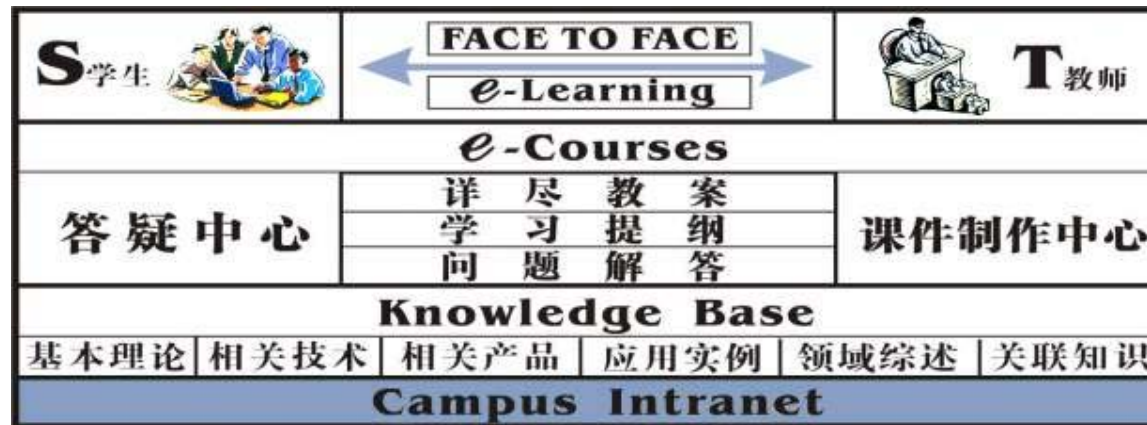 S学生
FACE TO FACE
e-Learning
T教师
e-Courses
答疑中心
详尽教案
学习提纲
问题解答
课件制作中心
Knowledge Base
基本理论
相关技术
相关产品
应用实例
领域综述
关联知识
Campus Intranet